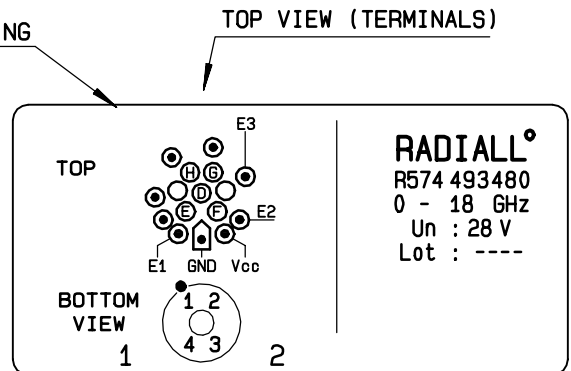 NG
TOP VIEW (TERMINALS)
TOP
E3
H G
D
E F
E2
E1 GND Vcc
BOTTOM
VIEW
1 2
4 3
1 2
RADIALL°
R574 493480
0 - 18 GHz
Un : 28 V
Lot : ----